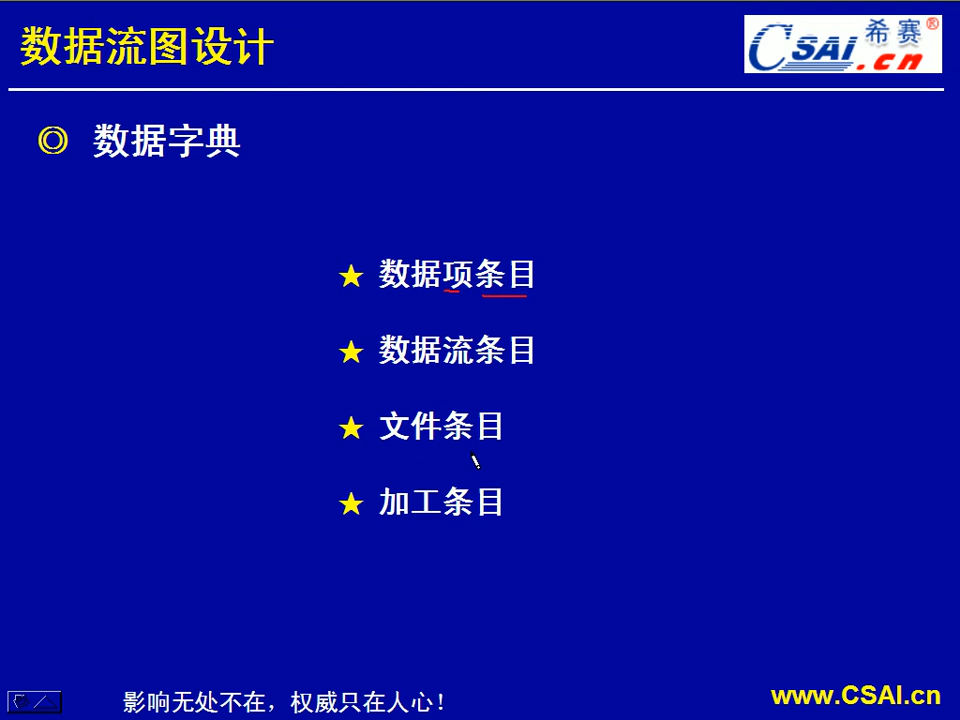 数据流图设计
CSAI.cn 希赛®
◎ 数据字典
★ 数据项条目
★ 数据流条目
★ 文件条目
★ 加工条目
影响无处不在，权威只在人心！
www.CSAI.cn